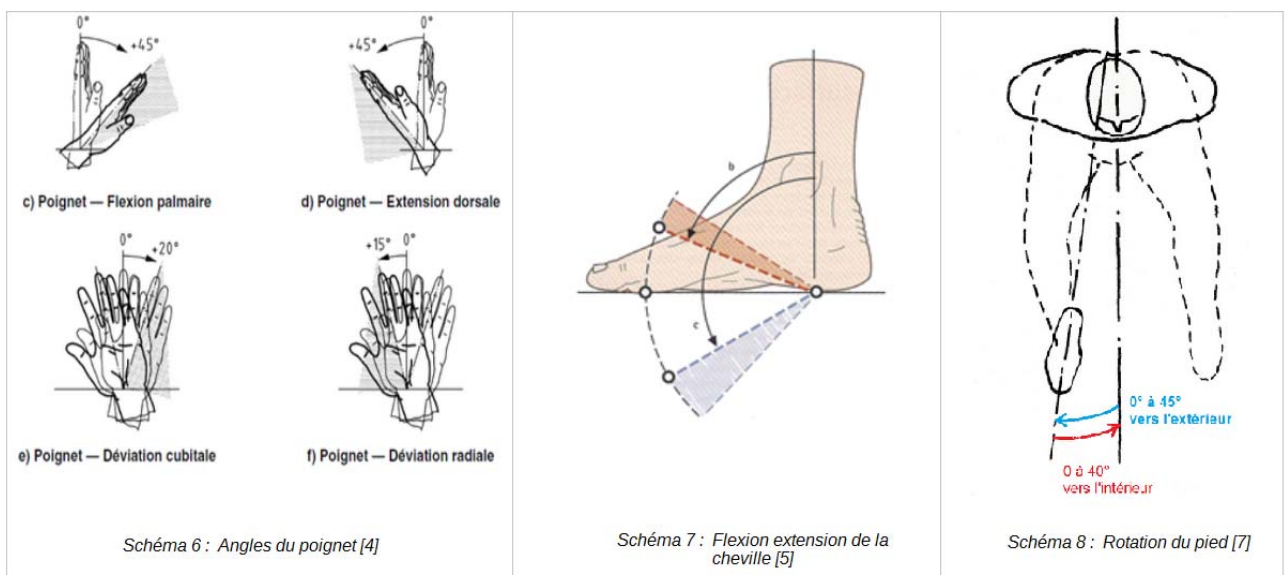 0°
+45°
c) Poignet — Flexion palmaire
0°
+45°
d) Poignet — Extension dorsale
0°
+20°
e) Poignet — Déviation cubitale
+15° 0°
f) Poignet — Déviation radiale
Schéma 6 : Angles du poignet [4]
b
c
Schéma 7 : Flexion extension de la
cheville [5]
0° à 45°
vers l'extérieur
0 à 40°
vers l'intérieur
Schéma 8 : Rotation du pied [7]